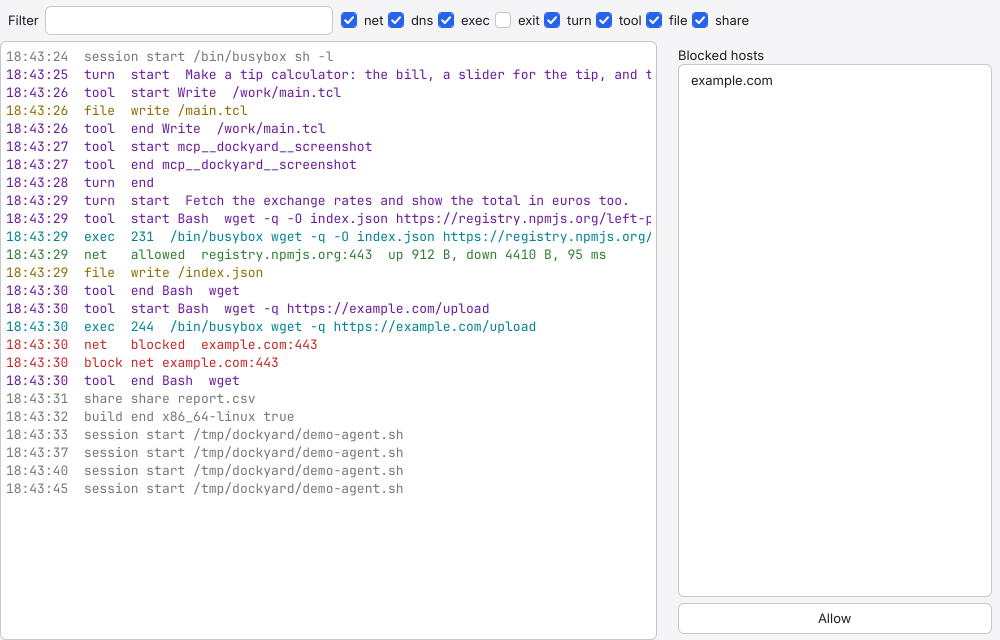 Filter net dns exec exit turn tool file share
18:43:24 session start /bin/busybox sh -l
18:43:25 turn start Make a tip calculator: the bill, a slider for the tip, and t
18:43:26 tool start Write /work/main.tcl
18:43:26 file write /main.tcl
18:43:26 tool end Write /work/main.tcl
18:43:27 tool start mcp__dockyard__screenshot
18:43:27 tool end mcp__dockyard__screenshot
18:43:28 turn end
18:43:29 turn start Fetch the exchange rates and show the total in euros too.
18:43:29 tool start Bash wget -q -O index.json https://registry.npmjs.org/left-p
18:43:29 exec 231 /bin/busybox wget -q -O index.json https://registry.npmjs.org/
18:43:29 net allowed registry.npmjs.org:443 up 912 B, down 4410 B, 95 ms
18:43:29 file write /index.json
18:43:30 tool end Bash wget
18:43:30 tool start Bash wget -q https://example.com/upload
18:43:30 exec 244 /bin/busybox wget -q https://example.com/upload
18:43:30 net blocked example.com:443
18:43:30 block net example.com:443
18:43:30 tool end Bash wget
18:43:31 share share report.csv
18:43:32 build end x86_64-linux true
18:43:33 session start /tmp/dockyard/demo-agent.sh
18:43:37 session start /tmp/dockyard/demo-agent.sh
18:43:40 session start /tmp/dockyard/demo-agent.sh
18:43:45 session start /tmp/dockyard/demo-agent.sh
Blocked hosts
example.com
Allow